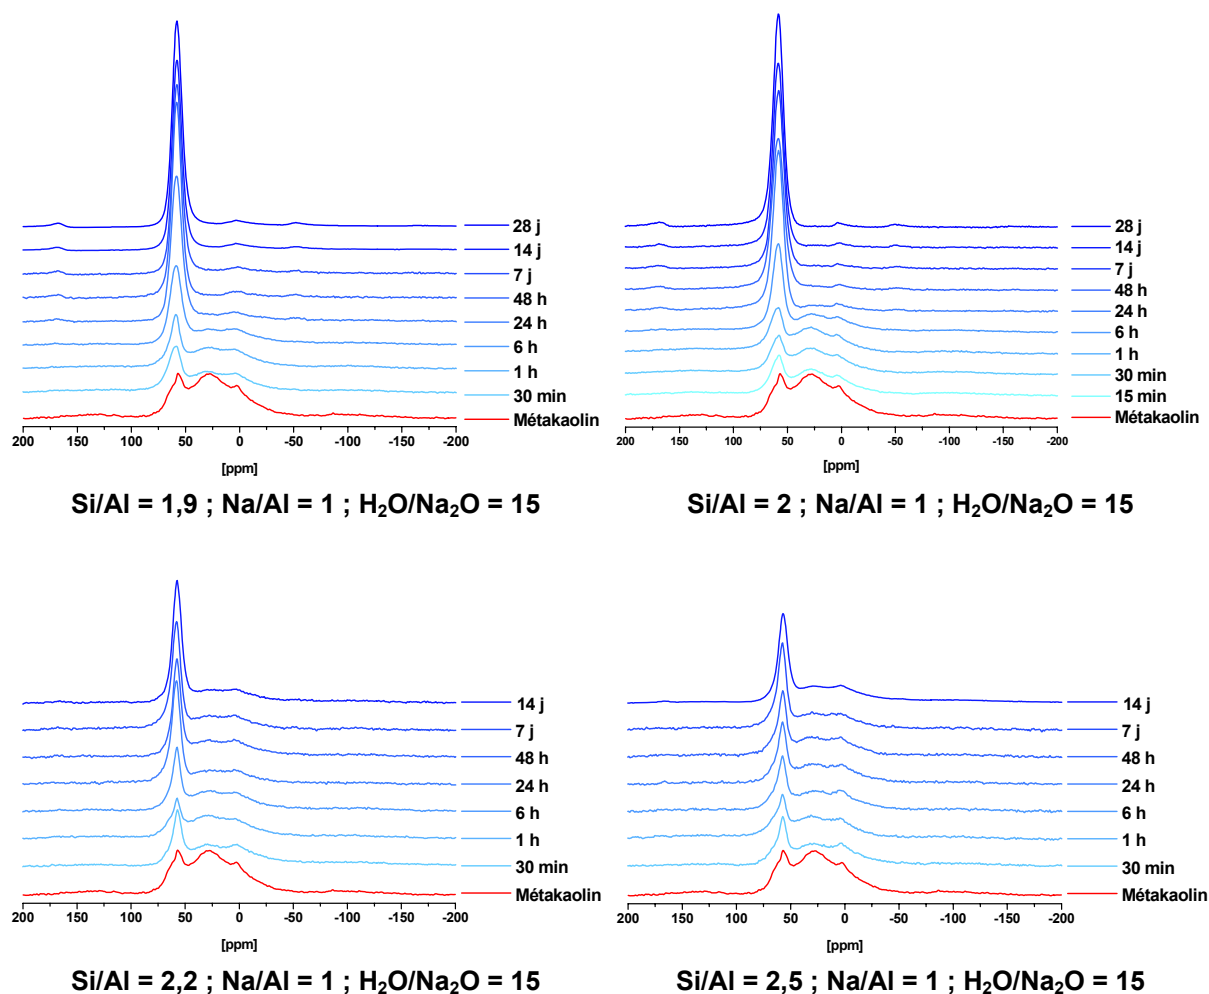 28 j
14 j
7 j
48 h
24 h
6 h
1 h
30 min
Métakaolin
200 150 100 50 0 -50 -100 -150 -200
[ppm]
Si/Al = 1,9 ; Na/Al = 1 ; H₂O/Na₂O = 15
28 j
14 j
7 j
48 h
24 h
6 h
1 h
30 min
15 min
Métakaolin
200 150 100 50 0 -50 -100 -150 -200
[ppm]
Si/Al = 2 ; Na/Al = 1 ; H₂O/Na₂O = 15
14 j
7 j
48 h
24 h
6 h
1 h
30 min
Métakaolin
200 150 100 50 0 -50 -100 -150 -200
[ppm]
Si/Al = 2,2 ; Na/Al = 1 ; H₂O/Na₂O = 15
14 j
7 j
48 h
24 h
6 h
1 h
30 min
Métakaolin
200 150 100 50 0 -50 -100 -150 -200
[ppm]
Si/Al = 2,5 ; Na/Al = 1 ; H₂O/Na₂O = 15